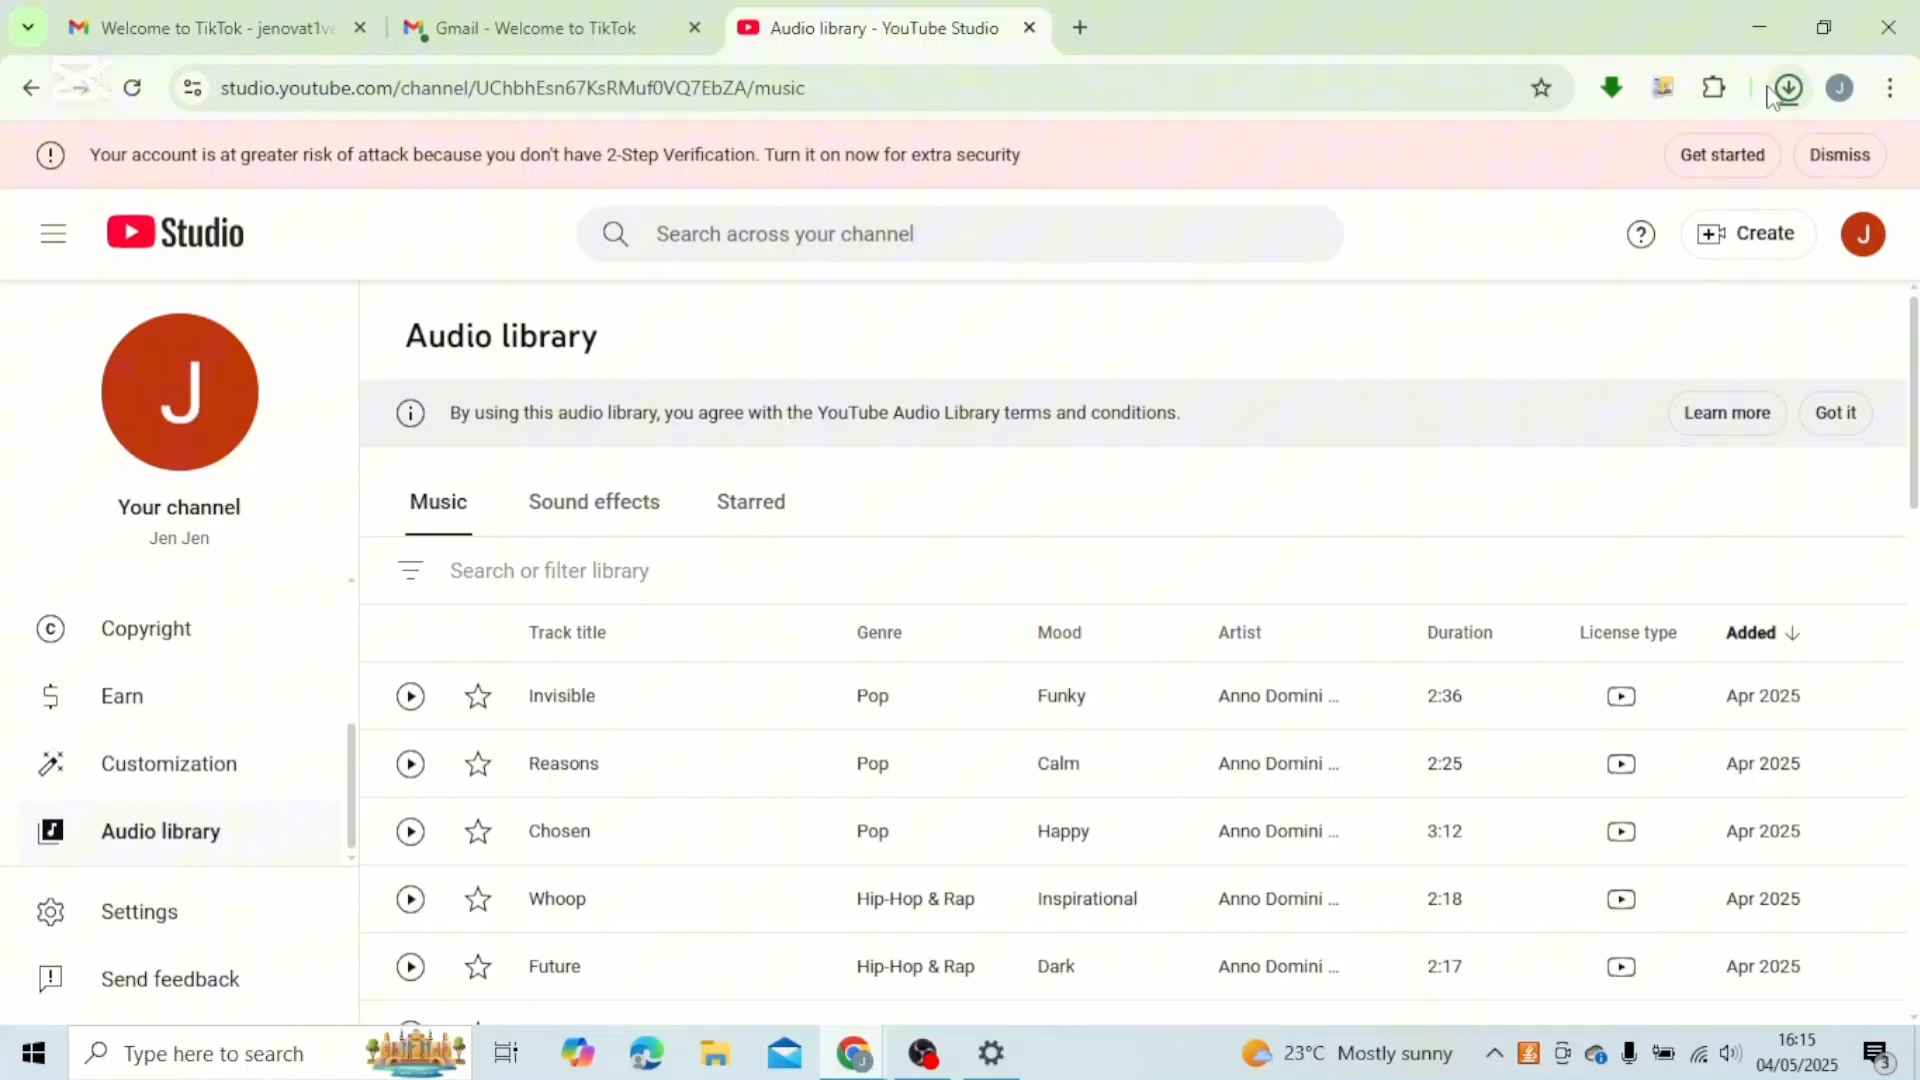 Welcome to TikTok - jenovat1v
Gmail - Welcome to TikTok
Audio library - YouTube Studio
studio.youtube.com/channel/UChbhEsn67KsRMuf0VQ7EbZA/music
J
Your account is at greater risk of attack because you don't have 2-Step Verification. Turn it on now for extra security
Get started
Dismiss
Studio
Search across your channel
Create
J
J
Your channel
Jen Jen
Copyright
Earn
Customization
Audio library
Settings
Send feedback
Audio library
By using this audio library, you agree with the YouTube Audio Library terms and conditions.
Learn more
Got it
Music Sound effects Starred
Search or filter library
Track title Genre Mood Artist Duration License type Added
Invisible Pop Funky Anno Domini ... 2:36 Apr 2025
Reasons Pop Calm Anno Domini ... 2:25 Apr 2025
Chosen Pop Happy Anno Domini ... 3:12 Apr 2025
Whoop Hip-Hop & Rap Inspirational Anno Domini ... 2:18 Apr 2025
Future Hip-Hop & Rap Dark Anno Domini ... 2:17 Apr 2025
Type here to search
23°C Mostly sunny
16:15
04/05/2025
3